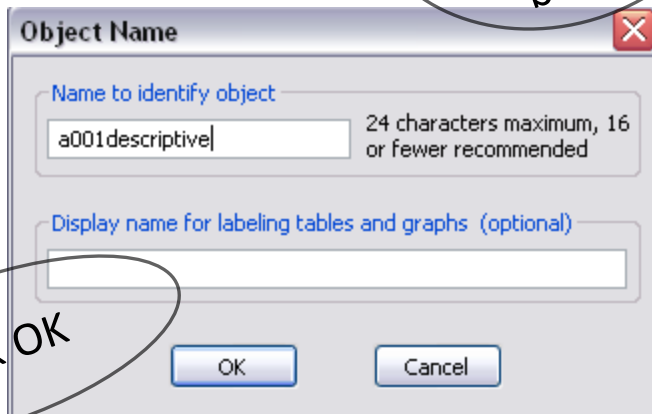 Object Name
Name to identify object
a001descriptive
24 characters maximum, 16
or fewer recommended
Display name for labeling tables and graphs (optional)
OK
OK
Cancel